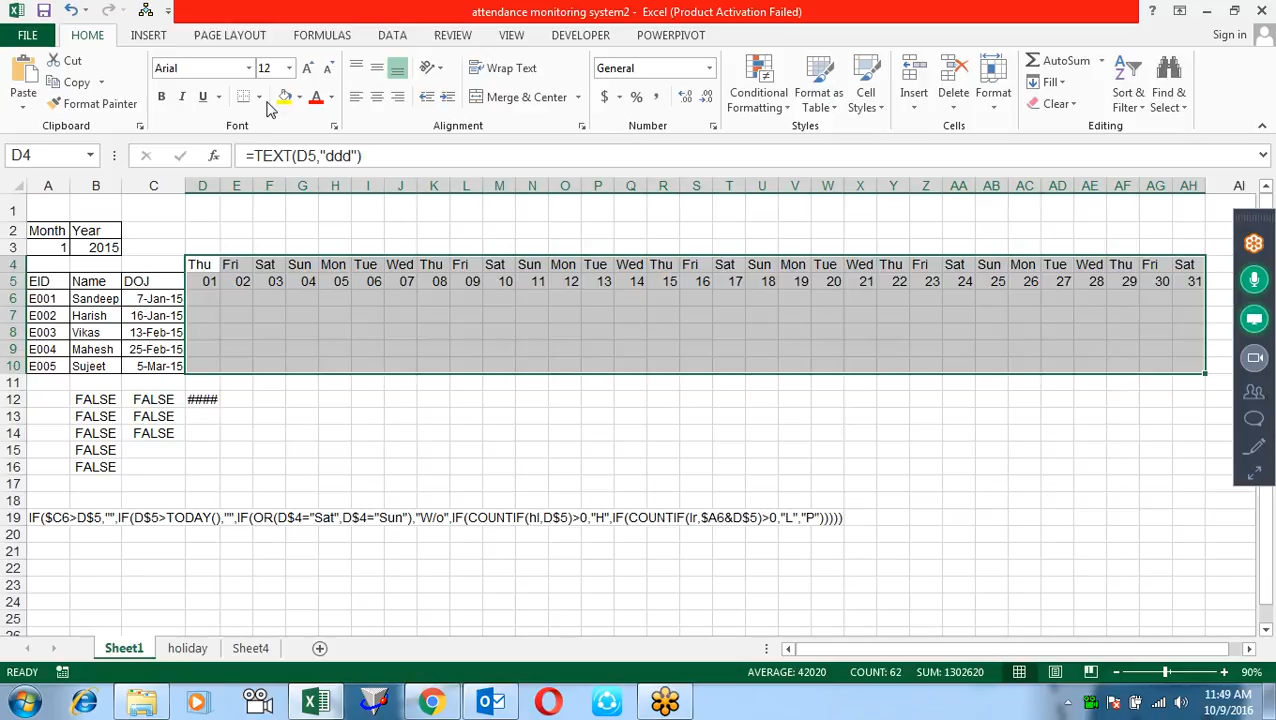 attendance monitoring system2 - Excel (Product Activation Failed)
FILE HOME INSERT PAGE LAYOUT FORMULAS DATA REVIEW VIEW DEVELOPER POWERPIVOT Sign in
Cut Arial 12 Wrap Text General AutoSum
Copy Fill
Paste Format Painter B I U Merge & Center $ % Conditional Formatting Format as Table Cell Styles Insert Delete Format Clear Sort & Filter Find & Select
Clipboard Font Alignment Number Styles Cells Editing
D4 fx =TEXT(D5,"ddd")
A B C D E F G H I J K L M N O P Q R S T U V W X Y Z AA AB AC AD AE AF AG AH AI
1
2 Month Year
3 1 2015
4 Thu Fri Sat Sun Mon Tue Wed Thu Fri Sat Sun Mon Tue Wed Thu Fri Sat Sun Mon Tue Wed Thu Fri Sat Sun Mon Tue Wed Thu Fri Sat
5 EID Name DOJ 01 02 03 04 05 06 07 08 09 10 11 12 13 14 15 16 17 18 19 20 21 22 23 24 25 26 27 28 29 30 31
6 E001 Sandeep 7-Jan-15
7 E002 Harish 16-Jan-15
8 E003 Vikas 13-Feb-15
9 E004 Mahesh 25-Feb-15
10 E005 Sujeet 5-Mar-15
11
12 FALSE FALSE ####
13 FALSE FALSE
14 FALSE FALSE
15 FALSE
16 FALSE
17
18
19 IF($C6>D$5,"",IF(D$5>TODAY(),"",IF(OR(D$4="Sat",D$4="Sun"),"W/o",IF(COUNTIF(hl,D$5)>0,"H",IF(COUNTIF(lr,$A6&D$5)>0,"L","P")))))
20
21
22
23
24
25
26
Sheet1 holiday Sheet4
READY AVERAGE: 42020 COUNT: 62 SUM: 1302620 90%
11:49 AM
10/9/2016